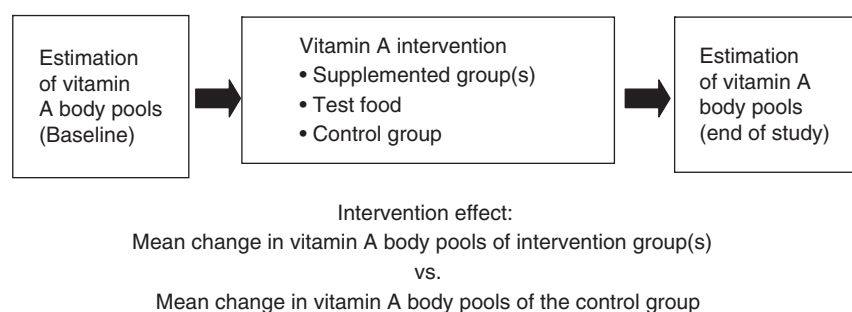 Estimation
of vitamin
A body pools
(Baseline)
Vitamin A intervention
• Supplemented group(s)
• Test food
• Control group
Estimation
of vitamin A
body pools
(end of study)
Intervention effect:
Mean change in vitamin A body pools of intervention group(s)
vs.
Mean change in vitamin A body pools of the control group